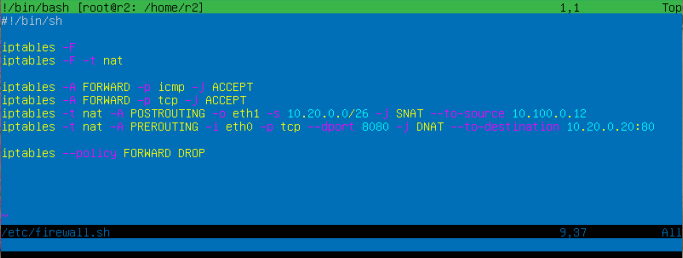 !/bin/bash [root@r2: /home/r2] 1,1 Top
#!/bin/sh
iptables -F
iptables -F -t nat
iptables -A FORWARD -p icmp -j ACCEPT
iptables -A FORWARD -p tcp -j ACCEPT
iptables -t nat -A POSTROUTING -o eth1 -s 10.20.0.0/26 -j SNAT --to-source 10.100.0.12
iptables -t nat -A PREROUTING -i eth0 -p tcp --dport 8080 -j DNAT --to-destination 10.20.0.20:80
iptables --policy FORWARD DROP
~
/etc/firewall.sh 9,37 All